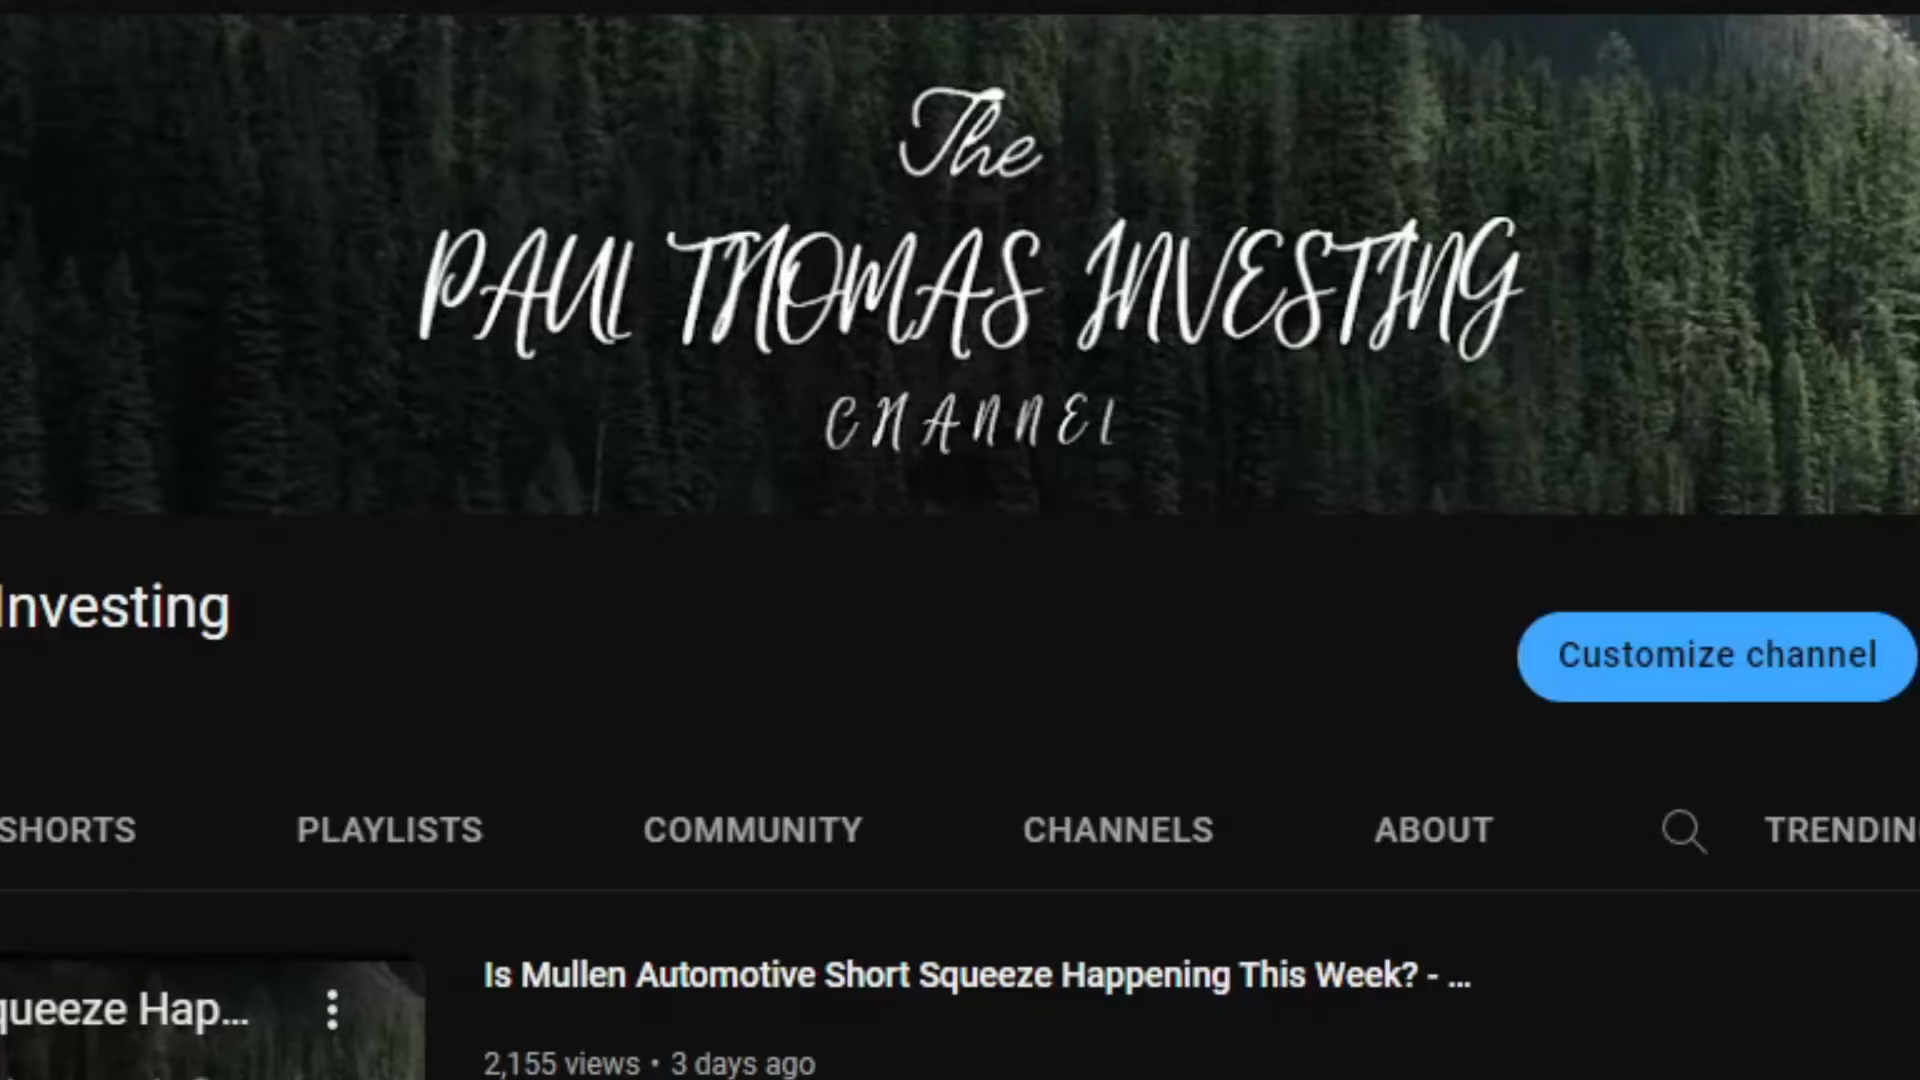 The
PAUL THOMAS INVESTING
CHANNEL
Investing
Customize channel
SHORTS PLAYLISTS COMMUNITY CHANNELS ABOUT TRENDIN
Is Mullen Automotive Short Squeeze Happening This Week? - ...
queeze Hap...
2,155 views • 3 days ago